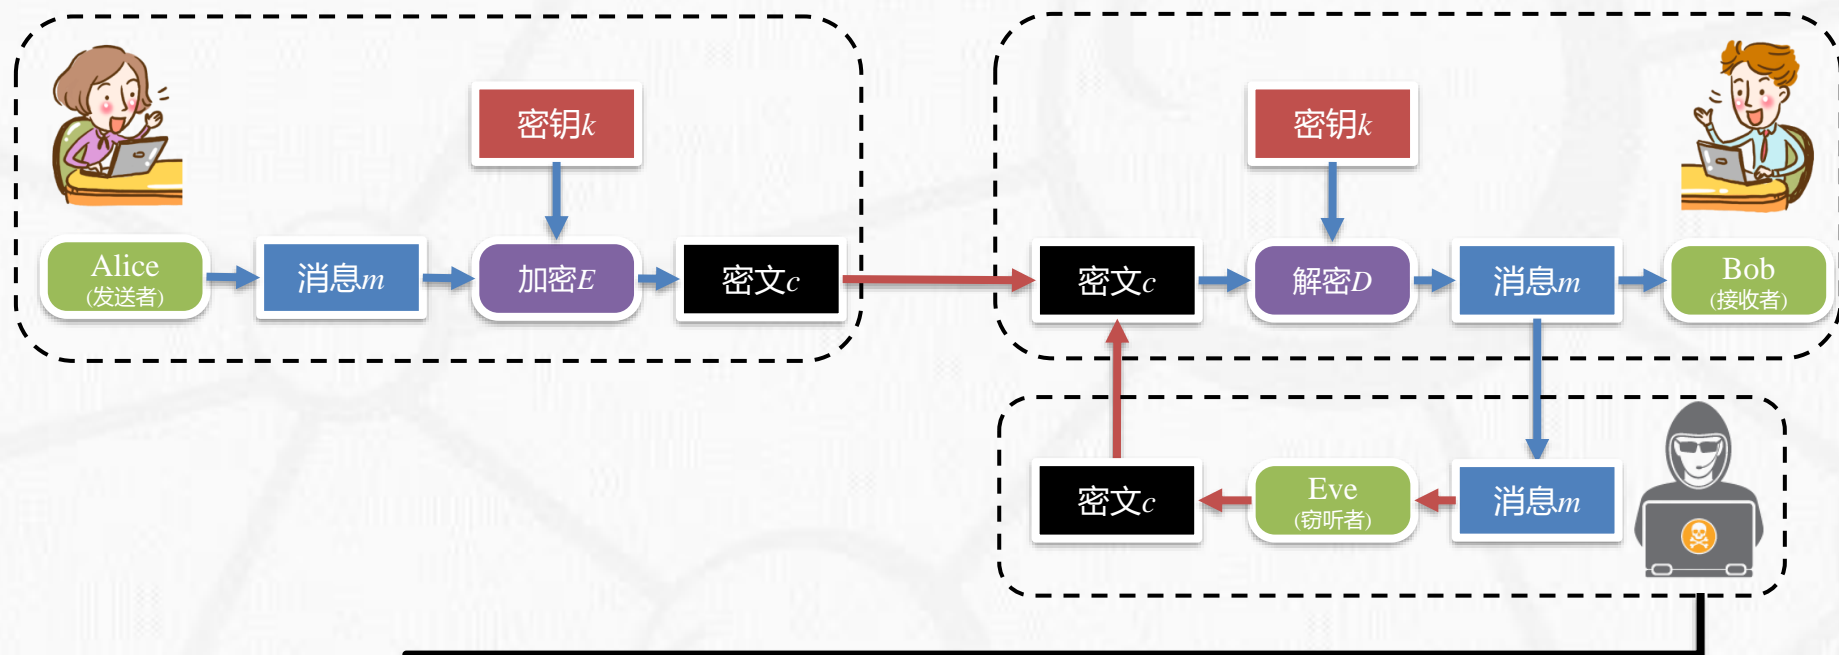 密钥k
密钥k
Alice
(发送者)
消息m
加密E
密文c
密文c
解密D
消息m
Bob
(接收者)
密文c
Eve
(窃听者)
消息m